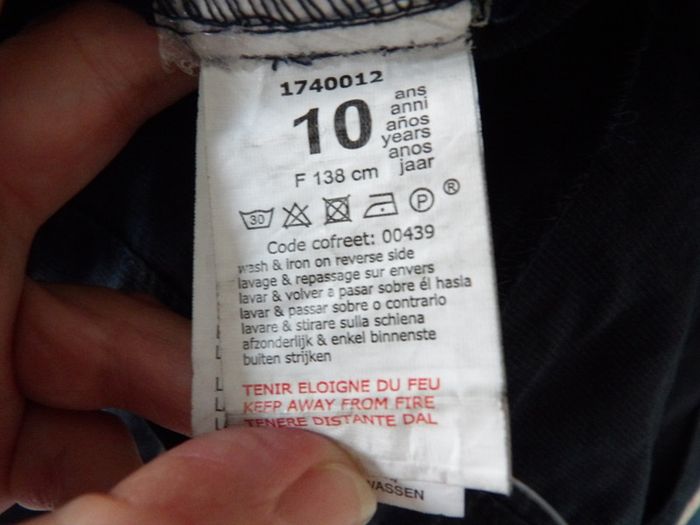 1740012
10
ans
anni
años
years
anos
jaar
F 138 cm
30
P
®
Code cofreet: 00439
wash & iron on reverse side
lavage & repassage sur envers
lavar & volver a pasar sobre él hasla
lavar & passar sobre o contrarlo
lavare & stirare sulla schiena
afzonderlijk & enkel binnenste
buiten strijken
TENIR ELOIGNE DU FEU
KEEP AWAY FROM FIRE
TENERE DISTANTE DAL
WASSEN